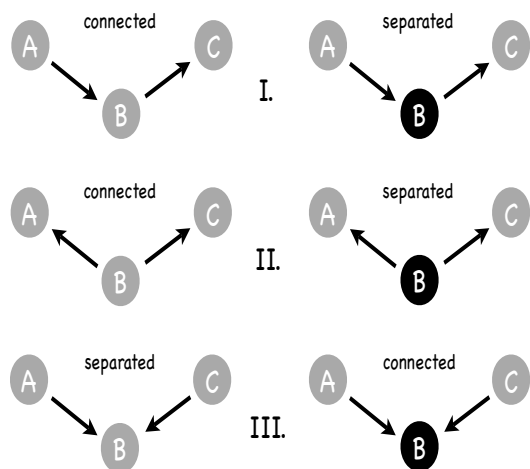 connected
separated
A C A C
I.
B B
connected
separated
A C A C
II.
B B
separated
connected
A C A C
III.
B B